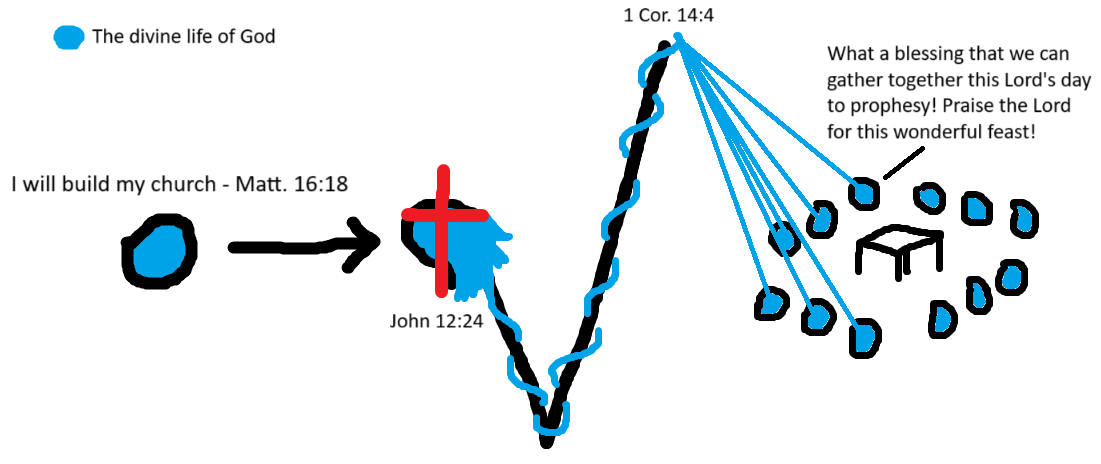 The divine life of God
I will build my church - Matt. 16:18
John 12:24
1 Cor. 14:4
What a blessing that we can
gather together this Lord's day
to prophesy! Praise the Lord
for this wonderful feast!